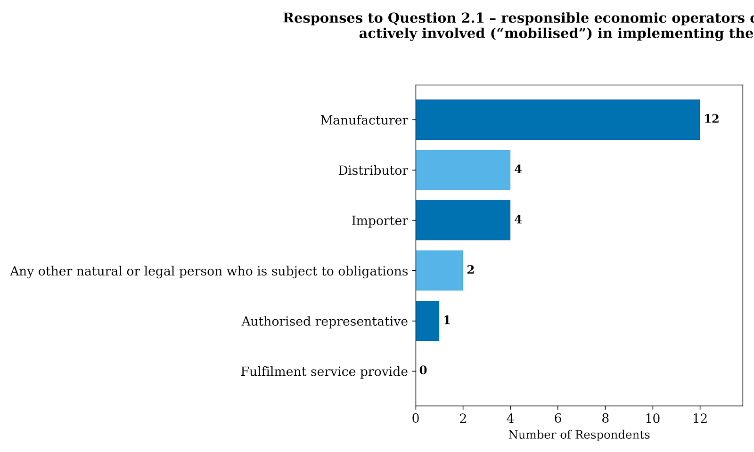 Responses to Question 2.1 – responsible economic operators
actively involved (“mobilised”) in implementing the
Manufacturer
12
Distributor
4
Importer
4
Any other natural or legal person who is subject to obligations
2
Authorised representative
1
Fulfilment service provide
0
0 2 4 6 8 10 12
Number of Respondents